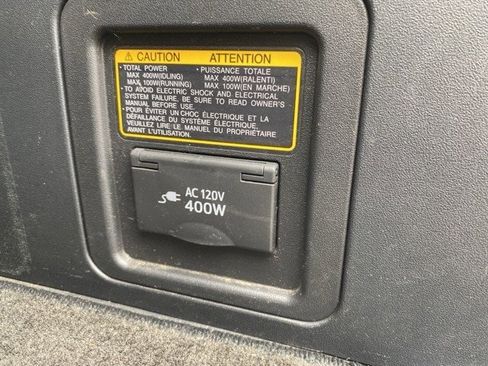 CAUTION ATTENTION
• TOTAL POWER
MAX 400W(IDLING)
MAX 100W(RUNNING)
• PUISSANCE TOTALE
MAX 400W(RALENTI)
MAX 100W(EN MARCHE)
• TO AVOID ELECTRIC SHOCK AND ELECTRICAL
SYSTEM FAILURE, BE SURE TO READ OWNER'S
MANUAL BEFORE USE.
• POUR ÉVITER UN CHOC ÉLECTRIQUE ET LA
DÉFAILLANCE DU SYSTÈME ÉLECTRIQUE,
VEUILLEZ LIRE LE MANUEL DU PROPRIÉTAIRE
AVANT L'UTILISATION.
AC 120V
400W